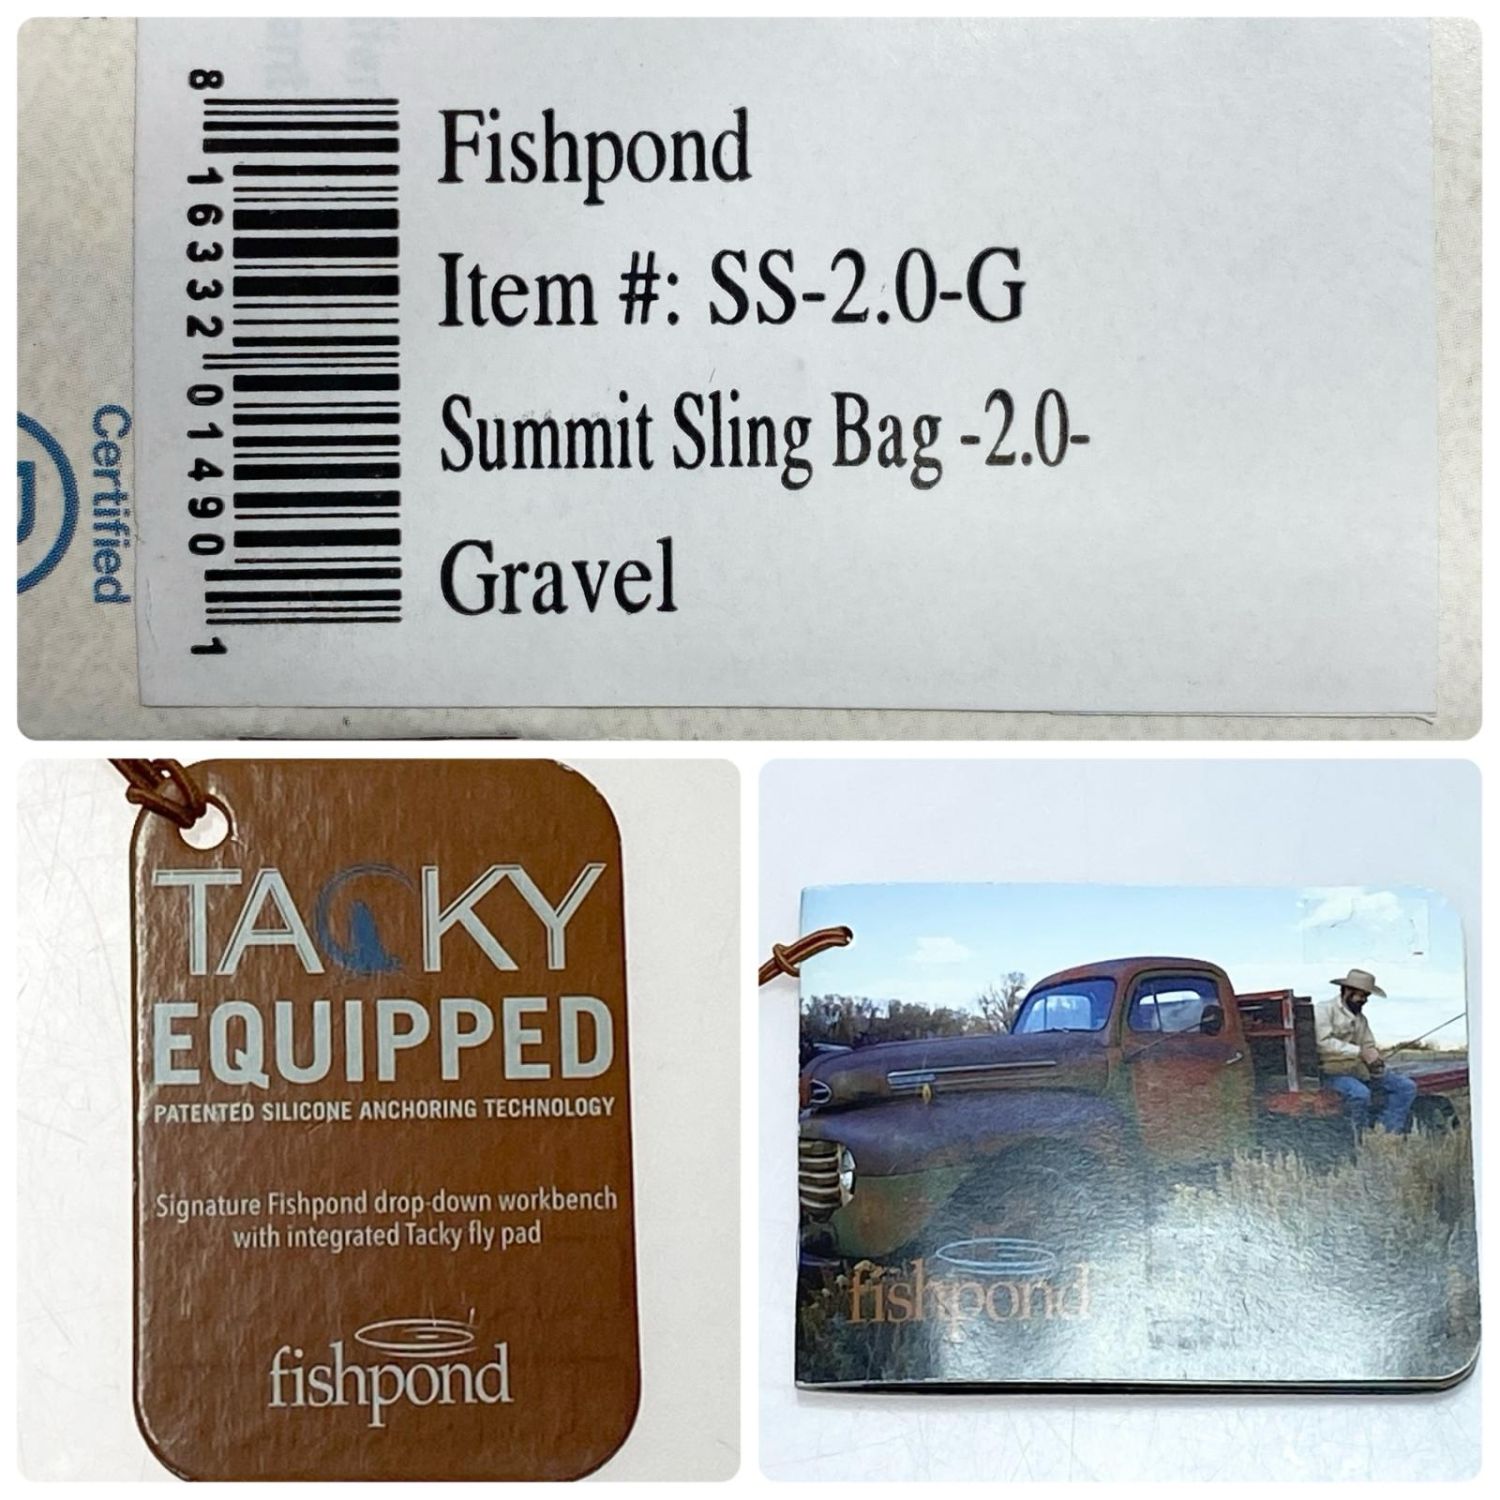 8 16332 01490 1
Fishpond
Item #: SS-2.0-G
Summit Sling Bag -2.0-
Gravel
Certified
TACKY
EQUIPPED
PATENTED SILICONE ANCHORING TECHNOLOGY
Signature Fishpond drop-down workbench
with integrated Tacky fly pad
fishpond
fishpond